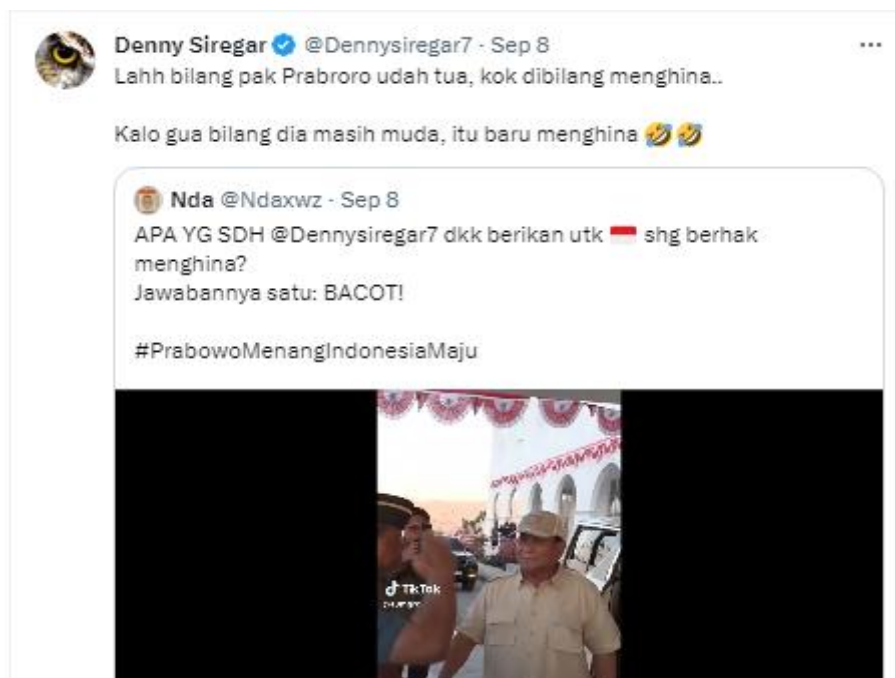 Denny Siregar @Dennysiregar7 · Sep 8
Lahh bilang pak Prabroro udah tua, kok dibilang menghina..
Kalo gua bilang dia masih muda, itu baru menghina 🤣🤣
Nda @Ndaxwz · Sep 8
APA YG SDH @Dennysiregar7 dkk berikan utk 🇮🇩 shg berhak
menghina?
Jawabannya satu: BACOT!
#PrabowoMenangIndonesiaMaju
TikTok